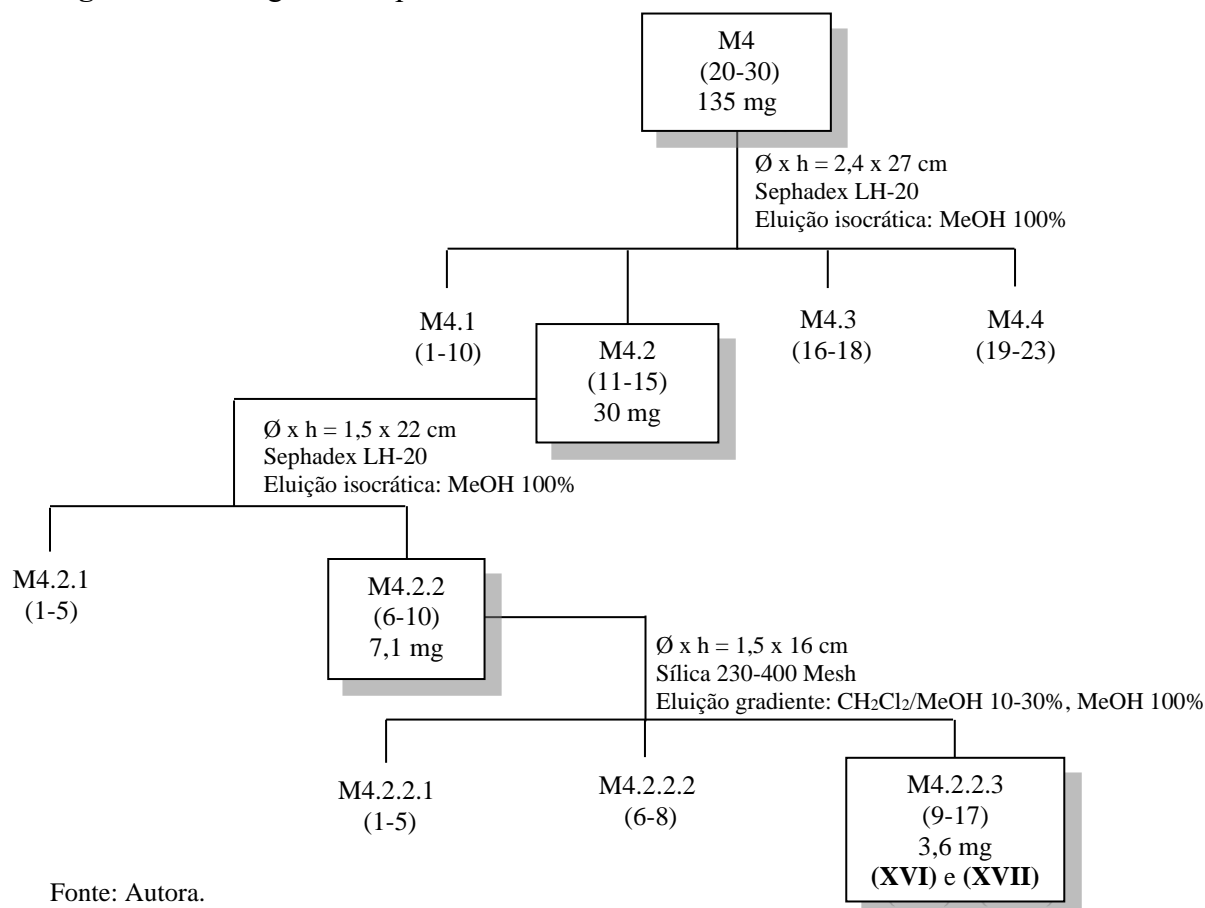 M4
(20-30)
135 mg
Ø x h = 2,4 x 27 cm
Sephadex LH-20
Eluição isocrática: MeOH 100%
M4.1
(1-10)
M4.2
(11-15)
30 mg
M4.3
(16-18)
M4.4
(19-23)
Ø x h = 1,5 x 22 cm
Sephadex LH-20
Eluição isocrática: MeOH 100%
M4.2.1
(1-5)
M4.2.2
(6-10)
7,1 mg
Ø x h = 1,5 x 16 cm
Sílica 230-400 Mesh
Eluição gradiente: CH₂Cl₂/MeOH 10-30%, MeOH 100%
M4.2.2.1
(1-5)
M4.2.2.2
(6-8)
M4.2.2.3
(9-17)
3,6 mg
(XVI) e (XVII)
Fonte: Autora.